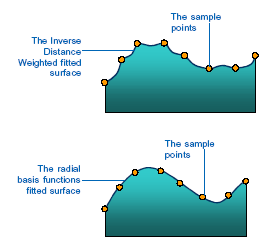 The sample
points
The Inverse
Distance
Weighted fitted
surface
The sample
points
The radial
basis functions
fitted surface